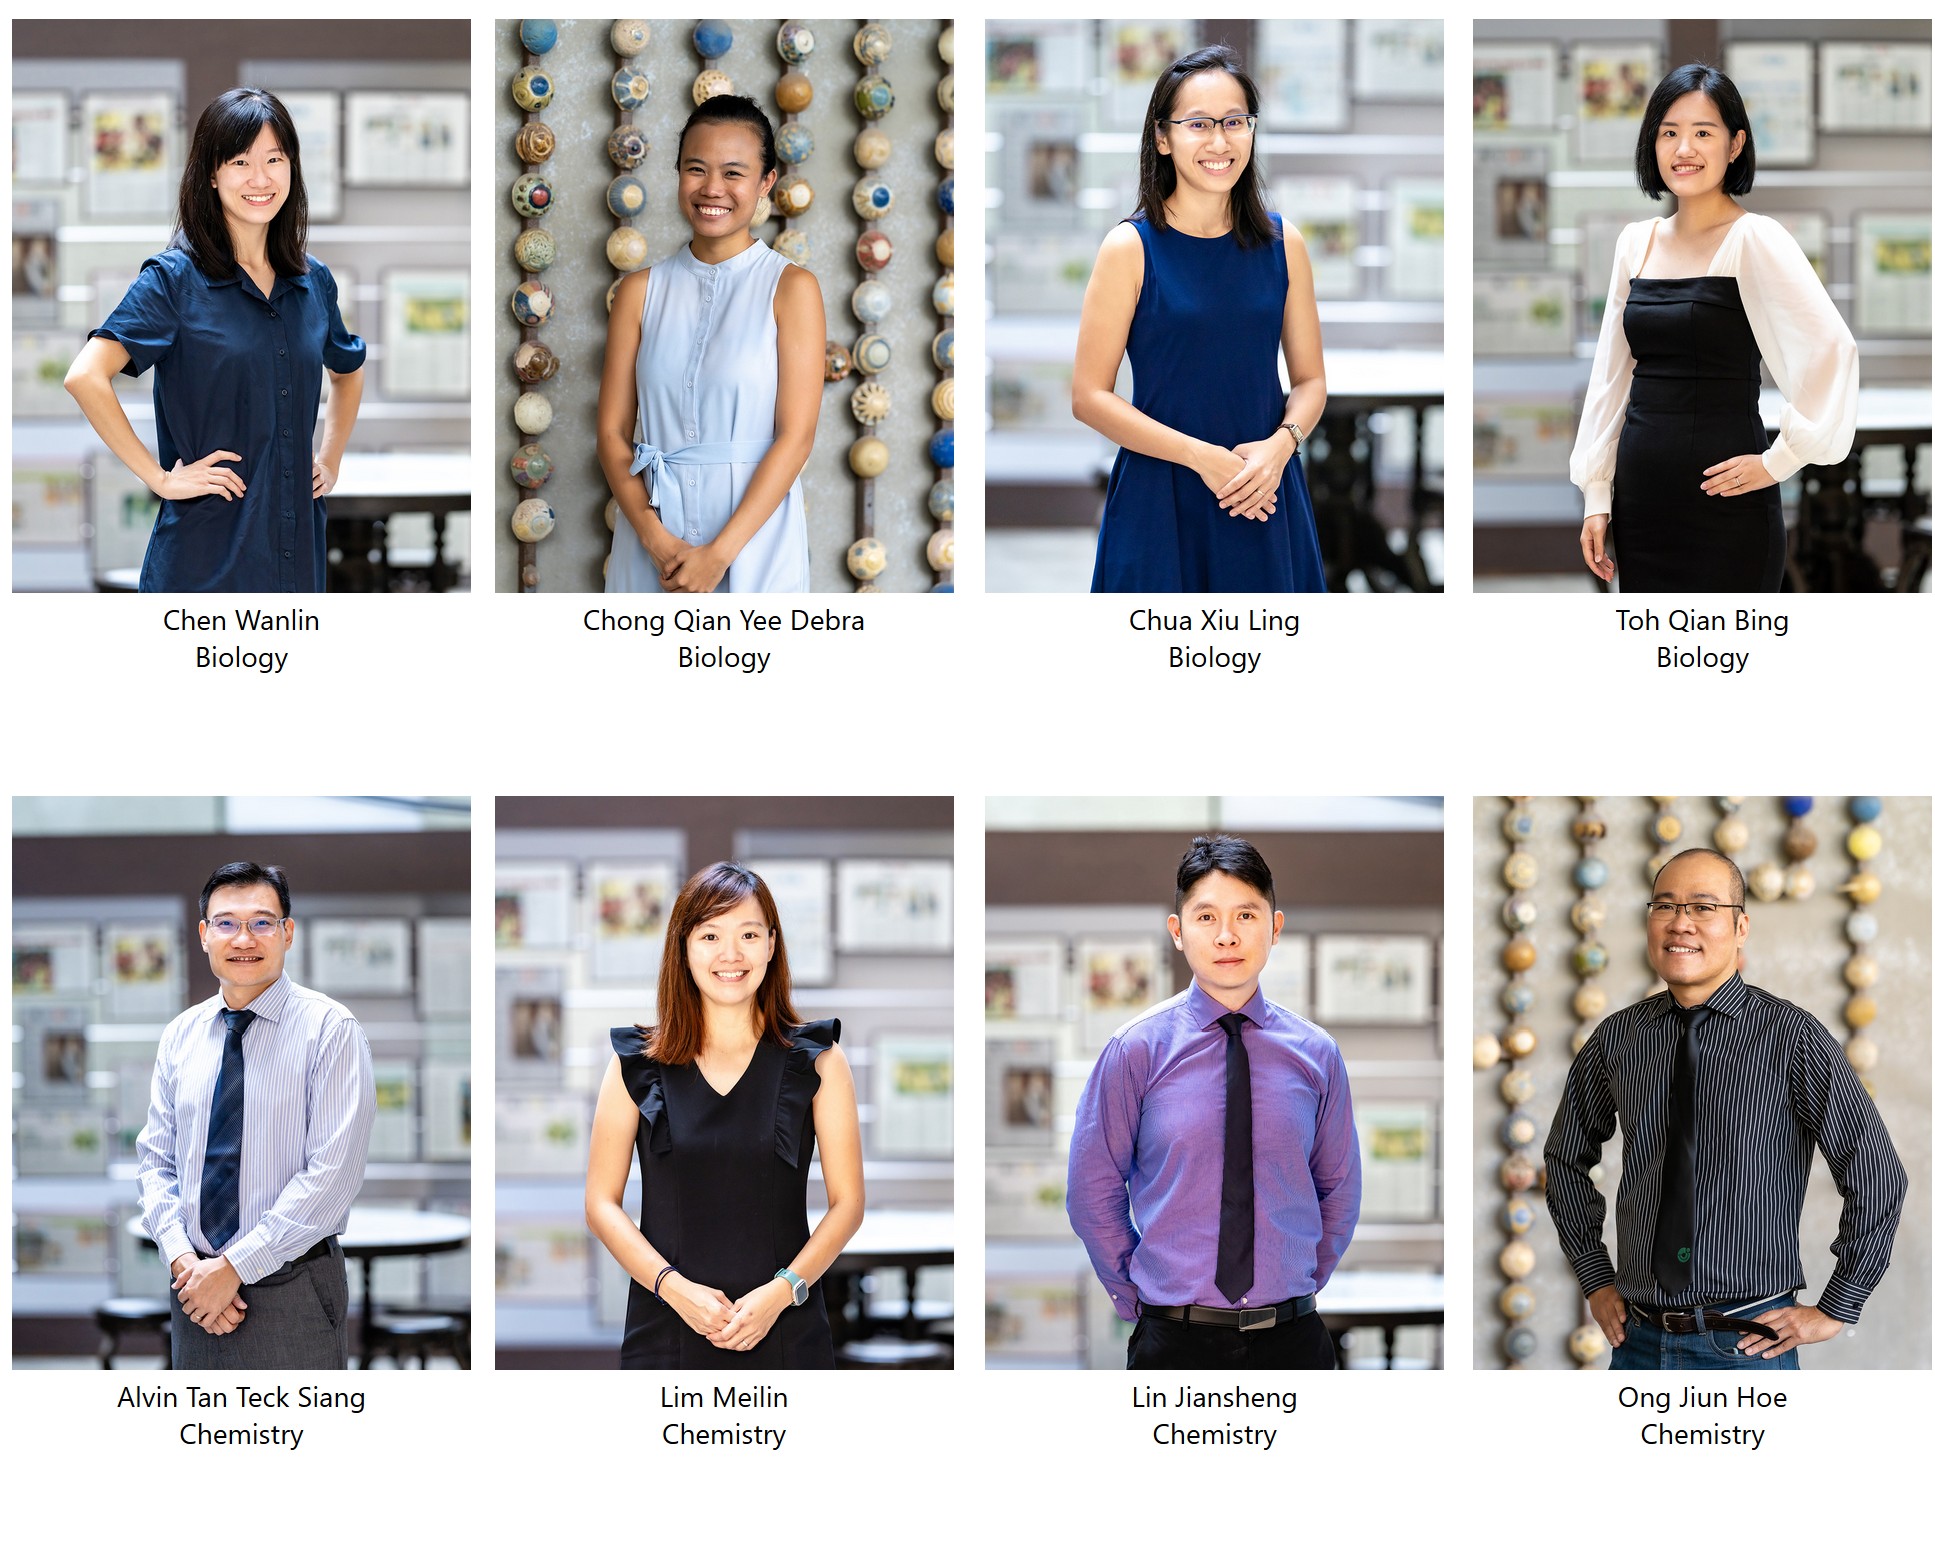 Chen Wanlin
Biology
Chong Qian Yee Debra
Biology
Chua Xiu Ling
Biology
Toh Qian Bing
Biology
Alvin Tan Teck Siang
Chemistry
Lim Meilin
Chemistry
Lin Jiansheng
Chemistry
Ong Jiun Hoe
Chemistry